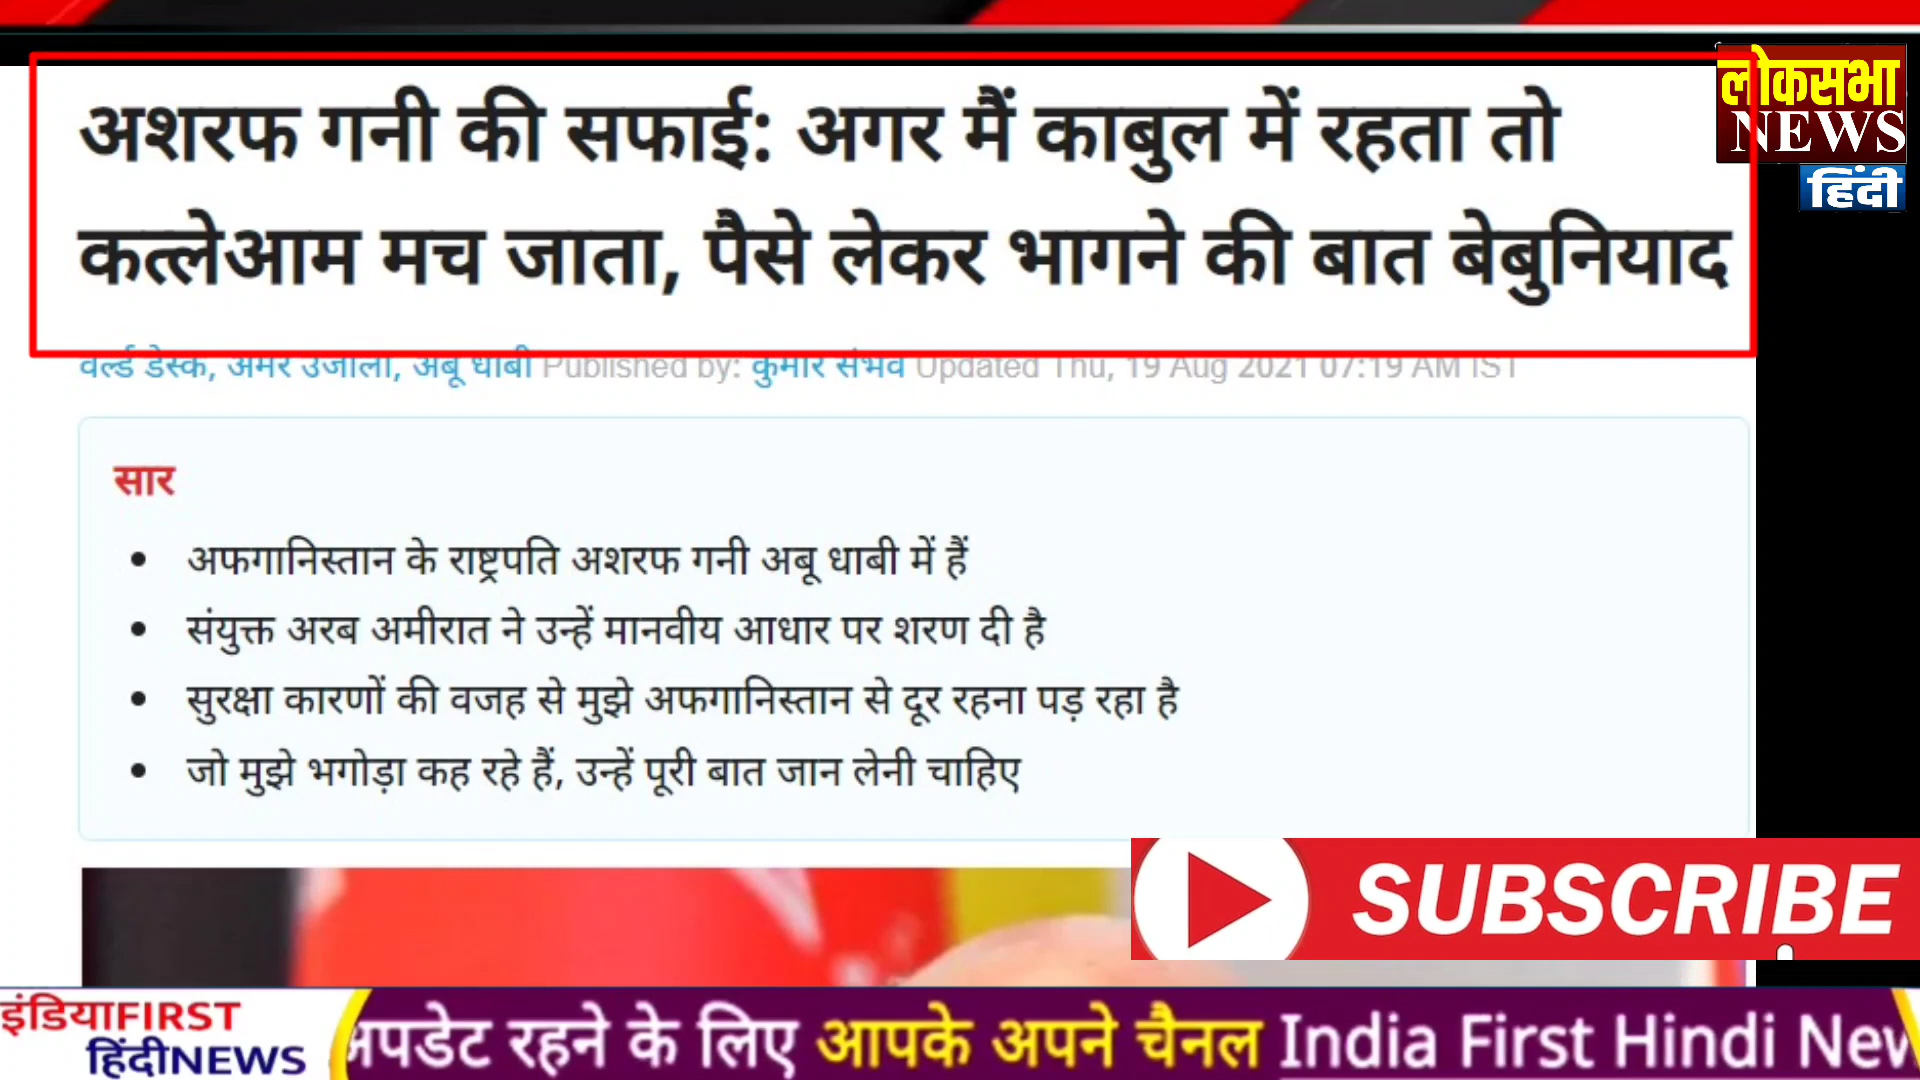 अशरफ गनी की सफाई: अगर मैं काबुल में रहता तो
कत्लेआम मच जाता, पैसे लेकर भागने की बात बेबुनियाद
लोकसभा
NEWS
हिंदी
वर्ल्ड डेस्क, अमर उजाला, अबू धाबी Published by: कुमार संभव Updated Thu, 19 Aug 2021 07:19 AM IST
सार
• अफगानिस्तान के राष्ट्रपति अशरफ गनी अबू धाबी में हैं
• संयुक्त अरब अमीरात ने उन्हें मानवीय आधार पर शरण दी है
• सुरक्षा कारणों की वजह से मुझे अफगानिस्तान से दूर रहना पड़ रहा है
• जो मुझे भगोड़ा कह रहे हैं, उन्हें पूरी बात जान लेनी चाहिए
SUBSCRIBE
इंडियाFIRST
हिंदीNEWS
अपडेट रहने के लिए आपके अपने चैनल India First Hindi New